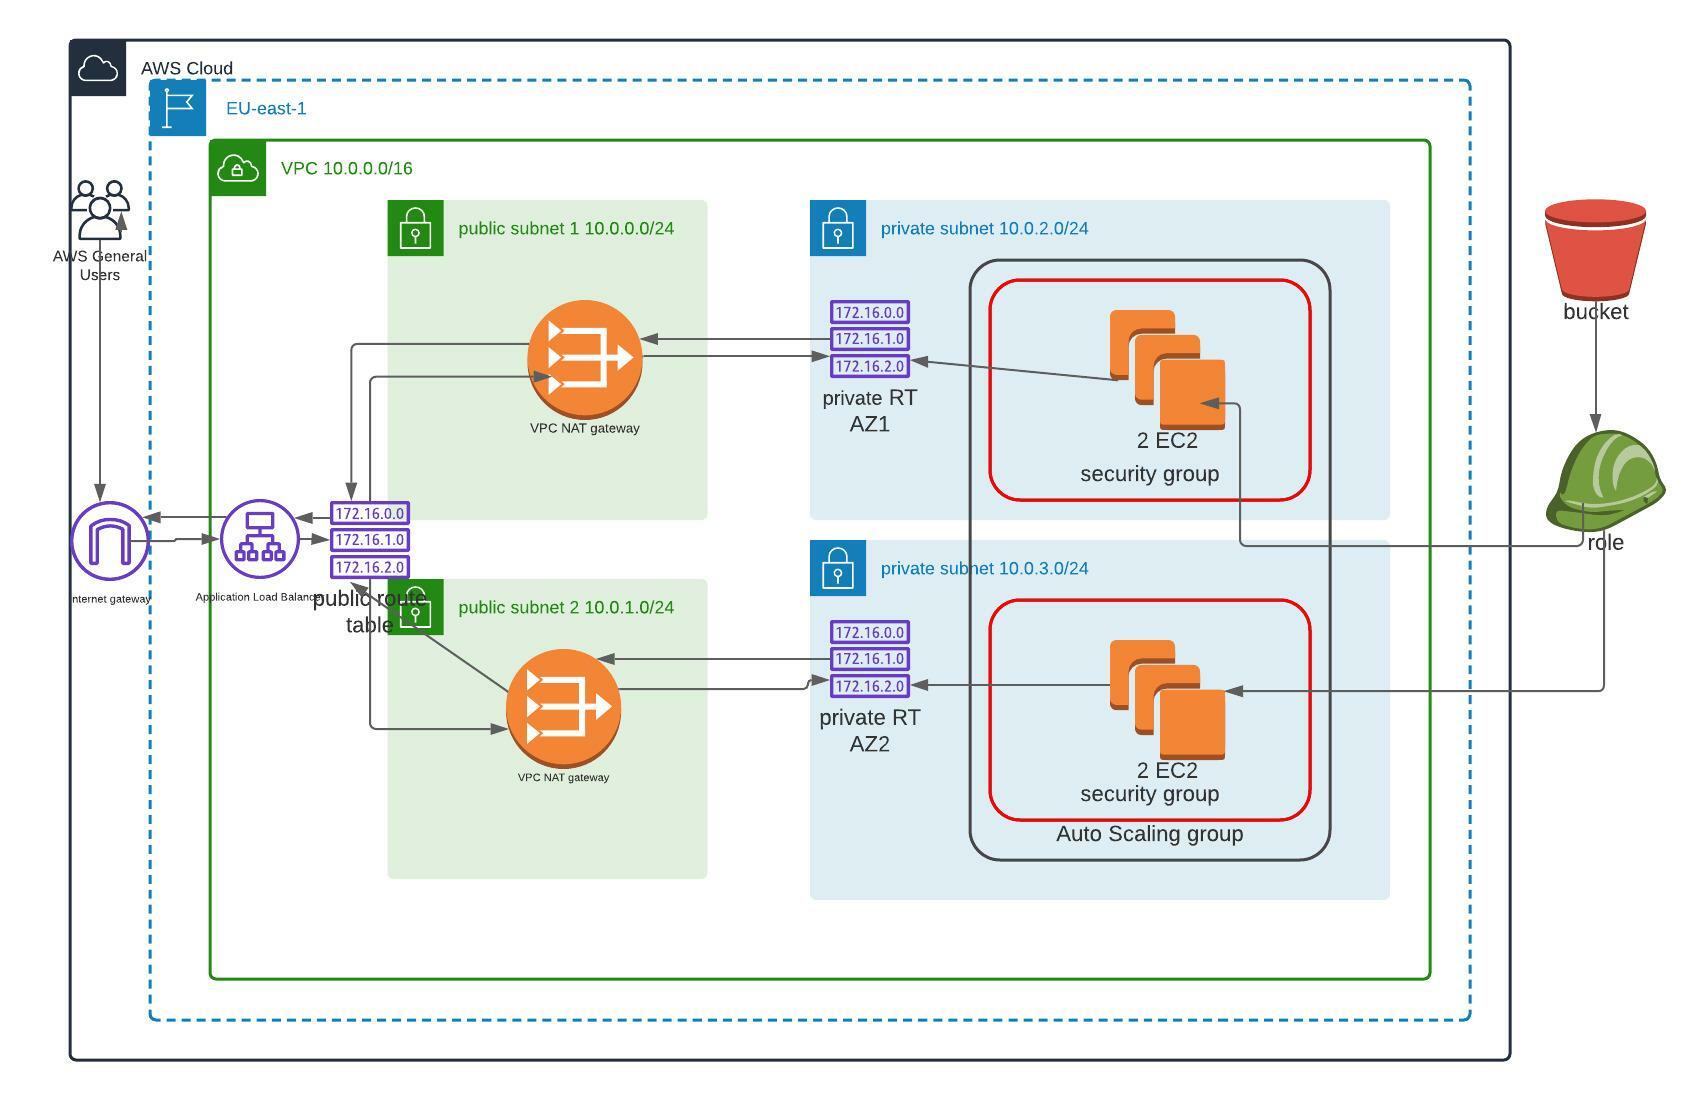 AWS Cloud
EU-east-1
VPC 10.0.0.0/16
AWS General
Users
public subnet 1 10.0.0.0/24
VPC NAT gateway
private subnet 10.0.2.0/24
172.16.0.0
172.16.1.0
172.16.2.0
private RT
AZ1
2 EC2
security group
bucket
role
nternet gateway
Application Load Balancer
172.16.0.0
172.16.1.0
172.16.2.0
public route
table
public subnet 2 10.0.1.0/24
VPC NAT gateway
private subnet 10.0.3.0/24
172.16.0.0
172.16.1.0
172.16.2.0
private RT
AZ2
2 EC2
security group
Auto Scaling group